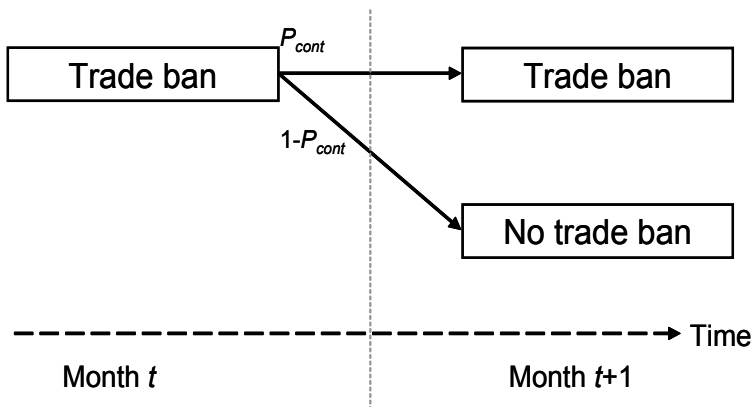 P_cont
Trade ban
Trade ban
1-P_cont
No trade ban
Time
Month t
Month t+1